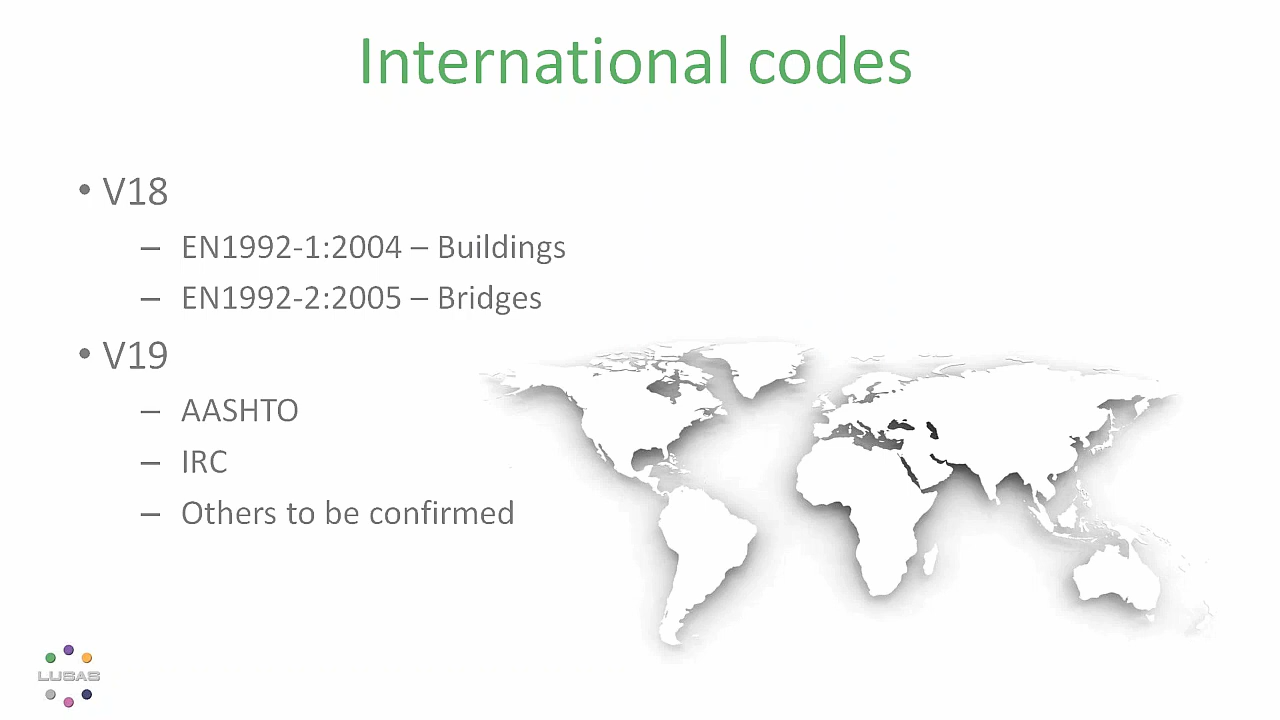 International codes
• V18
– EN1992-1:2004 – Buildings
– EN1992-2:2005 – Bridges
• V19
– AASHTO
– IRC
– Others to be confirmed
LUSAS